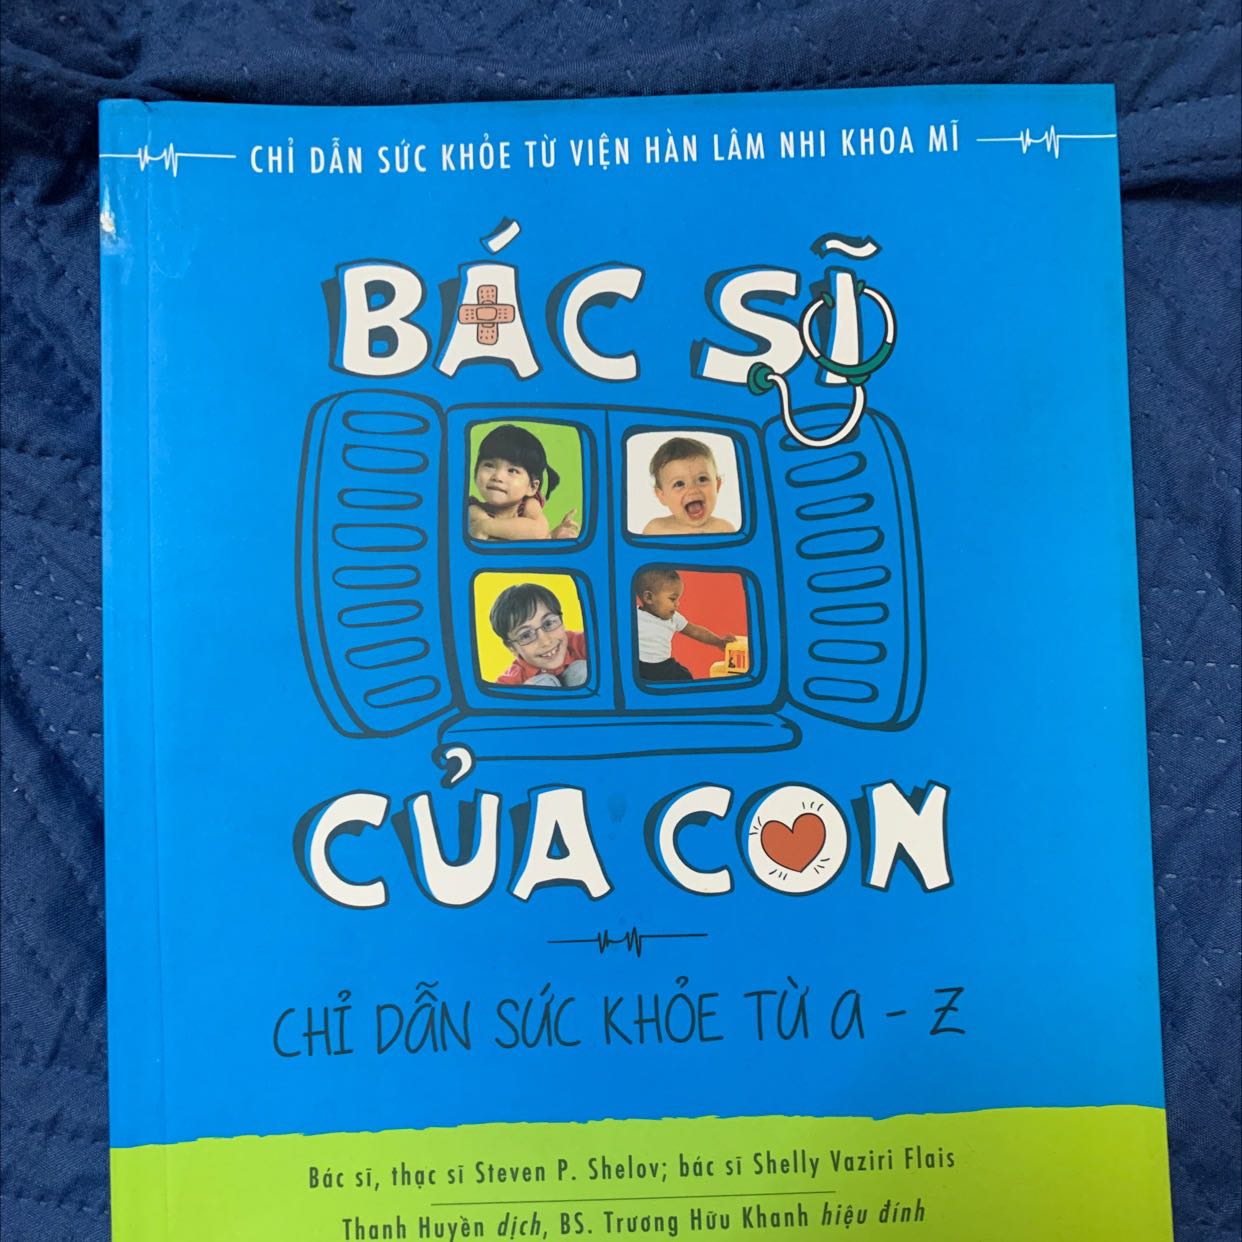 CHỈ DẪN SỨC KHỎE TỪ VIỆN HÀN LÂM NHI KHOA MĨ
BÁC SĨ
CỦA CON
CHỈ DẪN SỨC KHỎE TỪ A - Z
Bác sĩ, thạc sĩ Steven P. Shelov; bác sĩ Shelly Vaziri Flais
Thanh Huyền dịch, BS. Trương Hữu Khanh hiệu đính